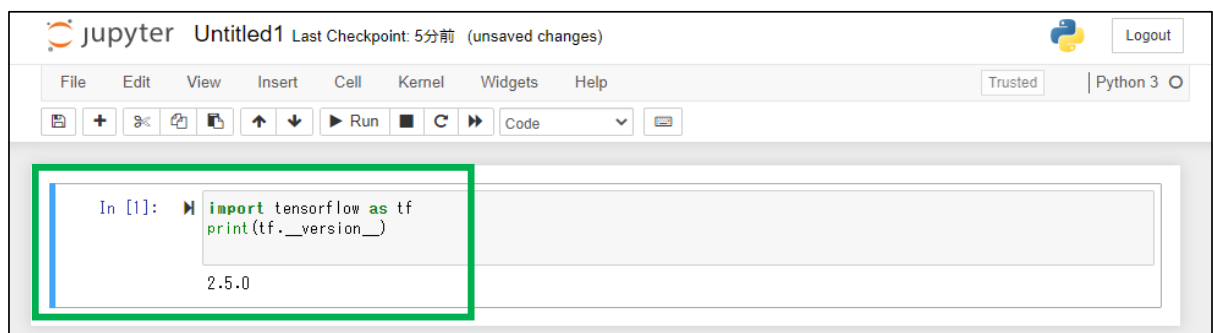 jupyter Untitled1 Last Checkpoint: 5分前 (unsaved changes) Logout
File Edit View Insert Cell Kernel Widgets Help Trusted Python 3
Run Code
In [1]: import tensorflow as tf
print(tf.__version__)
2.5.0